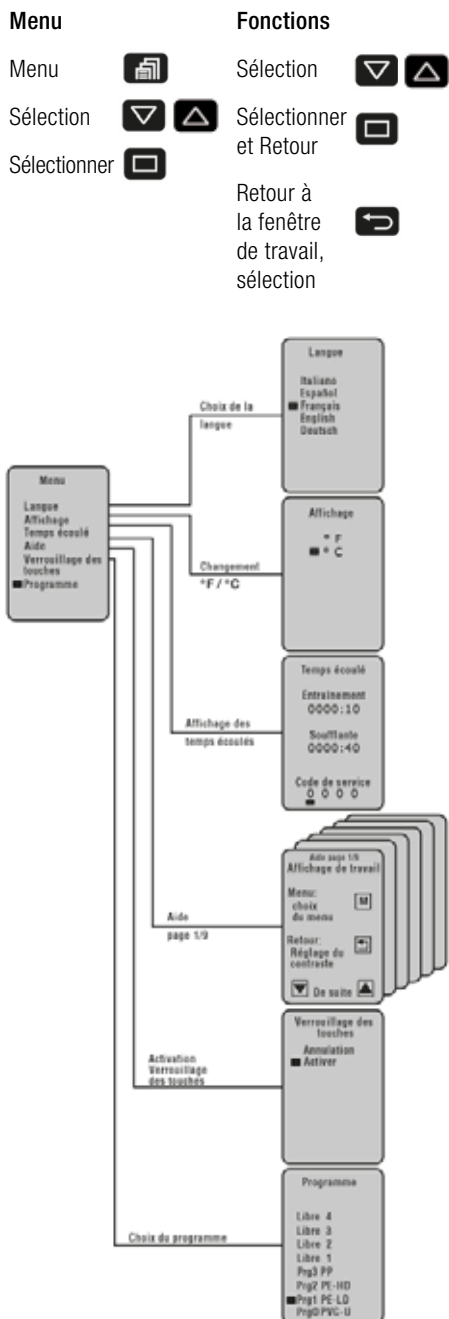 Menu
Menu
Sélection
Sélectionner
Fonctions
Sélection
Sélectionner
et Retour
Retour à
la fenêtre
de travail,
sélection
Menu
Langue
Affichage
Temps écoulé
Aide
Verrouillage des
touches
Programme
Choix de la
langue
Langue
Italiano
Español
Français
English
Deutsch
Changement
°F / °C
Affichage
° F
° C
Affichage des
temps écoulés
Temps écoulé
Entraînement
0000:10
Soufflante
0000:40
Code de service
0 0 0 0
Aide
page 1/9
Aide page 1/9
Affichage de travail
Menu:
choix
du menu
M
Retour:
Réglage du
contraste
De suite
Activation
Verrouillage
des touches
Verrouillage des
touches
Annulation
Activer
Choix du programme
Programme
Libre 4
Libre 3
Libre 2
Libre 1
Prg3 PP
Prg2 PE-HD
Prg1 PE-LD
Prg0 PVC-U